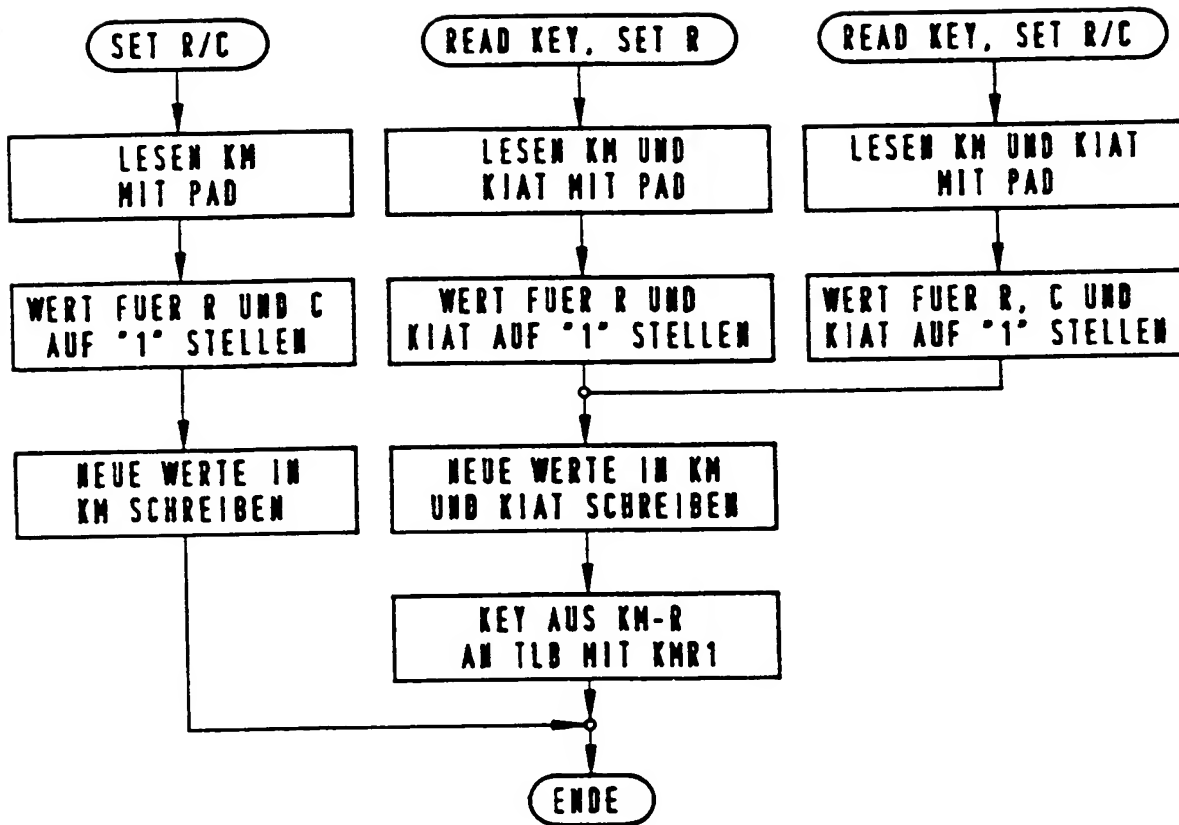 SET R/C
READ KEY, SET R
READ KEY, SET R/C
LESEN KM
MIT PAD
LESEN KM UND
KIAT MIT PAD
LESEN KM UND KIAT
MIT PAD
WERT FUER R UND C
AUF "1" STELLEN
WERT FUER R UND
KIAT AUF "1" STELLEN
WERT FUER R, C UND
KIAT AUF "1" STELLEN
NEUE WERTE IN
KM SCHREIBEN
NEUE WERTE IN KM
UND KIAT SCHREIBEN
KEY AUS KM-R
AN TLB MIT KMR1
ENDE